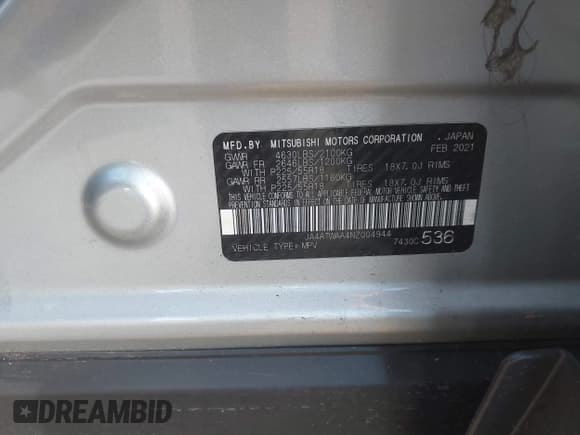 MFD.BY MITSUBISHI MOTORS CORPORATION . JAPAN
FEB 2021
GWVR 4630LBS/2100KG
GAWR FR 2646LBS/1200KG
WITH P225/55R18 TIRES 18X7.0J RIMS
GAWR RR /1160KG
WITH P225/55R18 TIRES 18X7.0J RIMS
THIS VEHICLE CONFORMS TO ALL APPLICABLE FEDERAL MOTOR VEHICLE SAFETY AND THEFT
PREVENTION STANDARDS IN EFFECT ON THE DATE OF MANUFACTURE SHOWN ABOVE.
JA4ATWAA4NZ004944 7430C 536
VEHICLE TYPE:MPV
DREAMBID